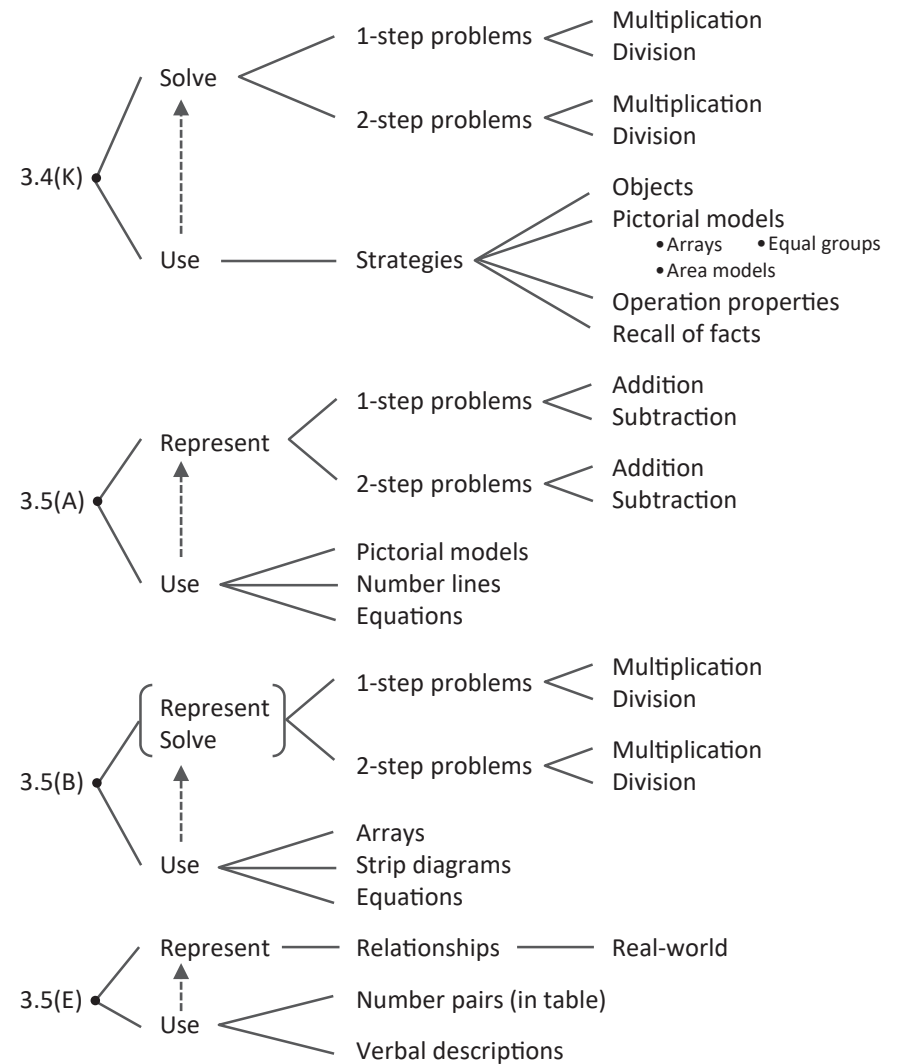 Multiplication
1-step problems
Division
Solve
Multiplication
2-step problems
Division
3.4(K)
Objects
Pictorial models
• Arrays • Equal groups
• Area models
Use Strategies
Operation properties
Recall of facts
Addition
1-step problems
Subtraction
Represent
Addition
2-step problems
Subtraction
3.5(A)
Pictorial models
Use Number lines
Equations
Multiplication
1-step problems
Division
Represent
Solve
Multiplication
2-step problems
Division
3.5(B)
Arrays
Use Strip diagrams
Equations
Represent Relationships Real-world
3.5(E)
Number pairs (in table)
Use
Verbal descriptions